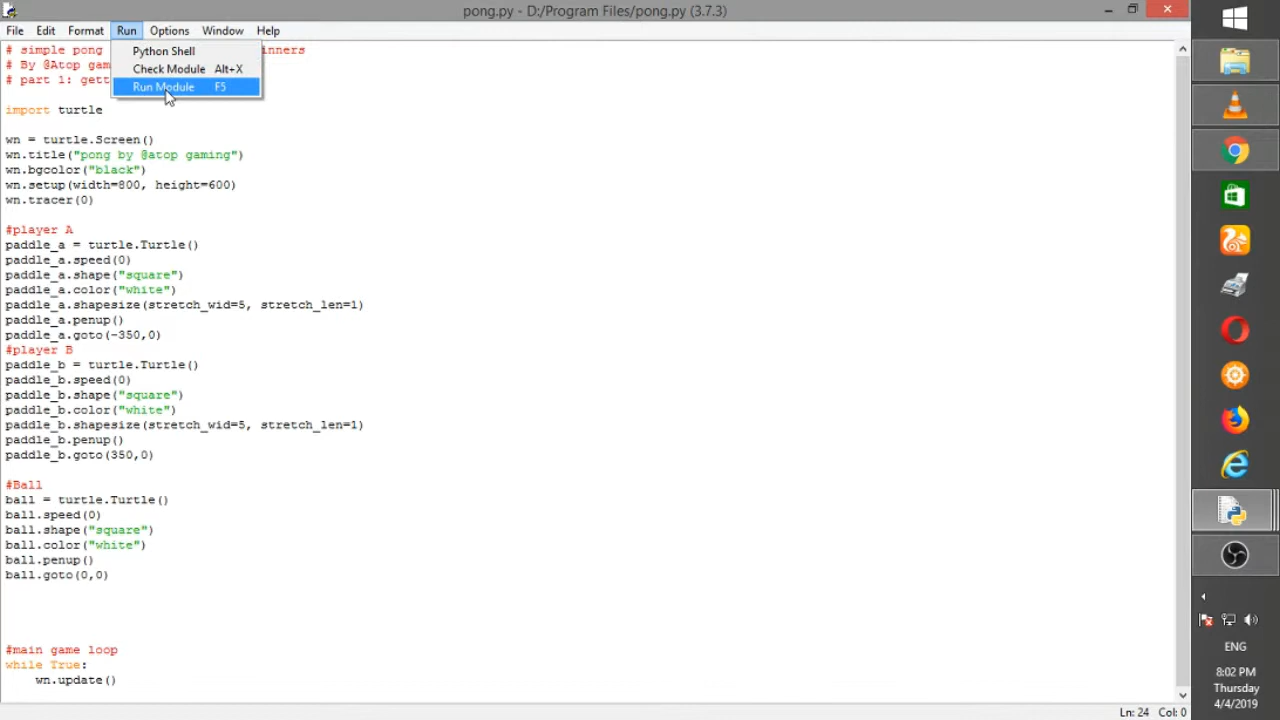 pong.py - D:/Program Files/pong.py (3.7.3)
File Edit Format Run Options Window Help
Python Shell
Check Module Alt+X
Run Module F5
# simple pong inners
# By @Atop gam
# part 1: gett
import turtle
wn = turtle.Screen()
wn.title("pong by @atop gaming")
wn.bgcolor("black")
wn.setup(width=800, height=600)
wn.tracer(0)
#player A
paddle_a = turtle.Turtle()
paddle_a.speed(0)
paddle_a.shape("square")
paddle_a.color("white")
paddle_a.shapesize(stretch_wid=5, stretch_len=1)
paddle_a.penup()
paddle_a.goto(-350,0)
#player B
paddle_b = turtle.Turtle()
paddle_b.speed(0)
paddle_b.shape("square")
paddle_b.color("white")
paddle_b.shapesize(stretch_wid=5, stretch_len=1)
paddle_b.penup()
paddle_b.goto(350,0)
#Ball
ball = turtle.Turtle()
ball.speed(0)
ball.shape("square")
ball.color("white")
ball.penup()
ball.goto(0,0)
#main game loop
while True:
    wn.update()
Ln: 24 Col: 0
ENG
8:02 PM
Thursday
4/4/2019